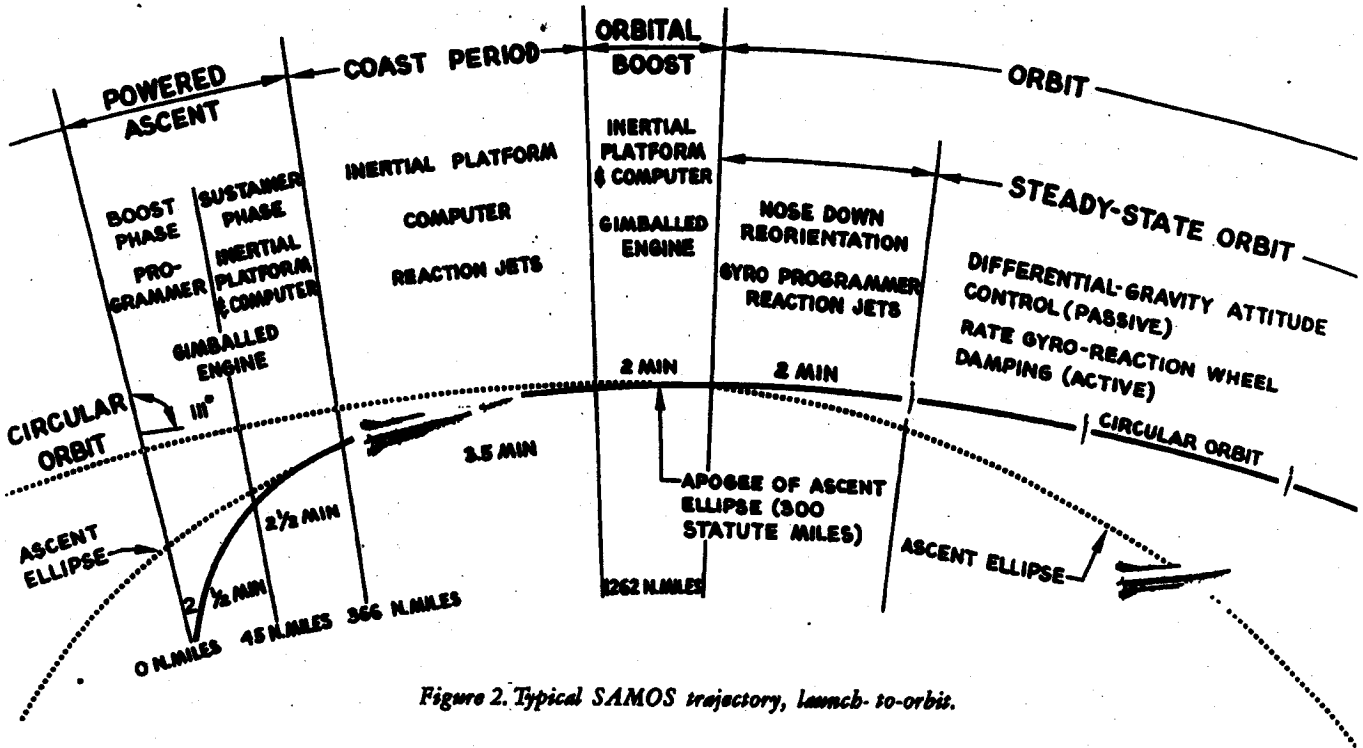 POWERED
ASCENT
COAST PERIOD
ORBITAL
BOOST
ORBIT
BOOST
PHASE
PRO-
GRAMMER
SUSTAINER
PHASE
INERTIAL
PLATFORM
& COMPUTER
GIMBALLED
ENGINE
INERTIAL PLATFORM
COMPUTER
REACTION JETS
INERTIAL
PLATFORM
& COMPUTER
GIMBALLED
ENGINE
NOSE DOWN
REORIENTATION
GYRO PROGRAMMER
REACTION JETS
STEADY-STATE ORBIT
DIFFERENTIAL-GRAVITY ATTITUDE
CONTROL (PASSIVE)
RATE GYRO-REACTION WHEEL
DAMPING (ACTIVE)
CIRCULAR
ORBIT
2 MIN
2 MIN
CIRCULAR ORBIT
3.5 MIN
APOGEE OF ASCENT
ELLIPSE (300
STATUTE MILES)
ASCENT
ELLIPSE
2 1/2 MIN
2 1/2 MIN
ASCENT ELLIPSE
0 N.MILES
45 N.MILES
366 N.MILES
1262 N.MILES
Figure 2. Typical SAMOS trajectory, launch- to-orbit.